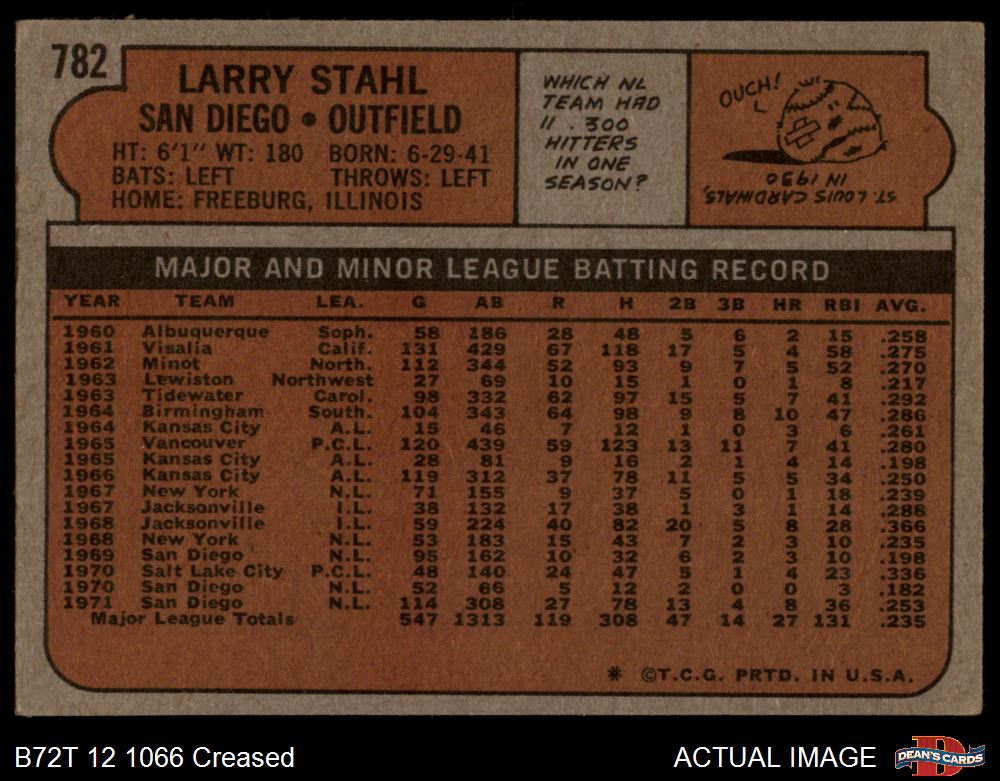 782
LARRY STAHL
SAN DIEGO • OUTFIELD
HT: 6'1" WT: 180 BORN: 6-29-41
BATS: LEFT THROWS: LEFT
HOME: FREEBURG, ILLINOIS
WHICH NL
TEAM HAD
11 .300
HITTERS
IN ONE
SEASON?
OUCH!
ST. LOUIS CARDINALS,
IN 1930
MAJOR AND MINOR LEAGUE BATTING RECORD
YEAR TEAM LEA. G AB R H 2B 3B HR RBI AVG.
1960 Albuquerque Soph. 58 186 28 48 5 6 2 15 .258
1961 Visalia Calif. 131 429 67 118 17 5 4 58 .275
1962 Minot North. 112 344 52 93 9 7 5 52 .270
1963 Lewiston Northwest 27 69 10 15 1 0 1 8 .217
1963 Tidewater Carol. 98 332 62 97 15 5 7 41 .292
1964 Birmingham South. 104 343 64 98 9 8 10 47 .286
1964 Kansas City A.L. 15 46 7 12 1 0 3 6 .261
1965 Vancouver P.C.L. 120 439 59 123 13 11 7 41 .280
1965 Kansas City A.L. 28 81 9 16 2 1 4 14 .198
1966 Kansas City A.L. 119 312 37 78 11 5 5 34 .250
1967 New York N.L. 71 155 9 37 5 0 1 18 .239
1967 Jacksonville I.L. 38 132 17 38 1 3 1 14 .288
1968 Jacksonville I.L. 59 224 40 82 20 5 8 28 .366
1968 New York N.L. 53 183 15 43 7 2 3 10 .235
1969 San Diego N.L. 95 162 10 32 6 2 3 10 .198
1970 Salt Lake City P.C.L. 48 140 24 47 5 1 4 23 .336
1970 San Diego N.L. 52 66 5 12 2 0 0 3 .182
1971 San Diego N.L. 114 308 27 78 13 4 8 36 .253
Major League Totals 547 1313 119 308 47 14 27 131 .235
* ©T.C.G. PRTD. IN U.S.A.
B72T 12 1066 Creased
ACTUAL IMAGE
DEAN'S CARDS